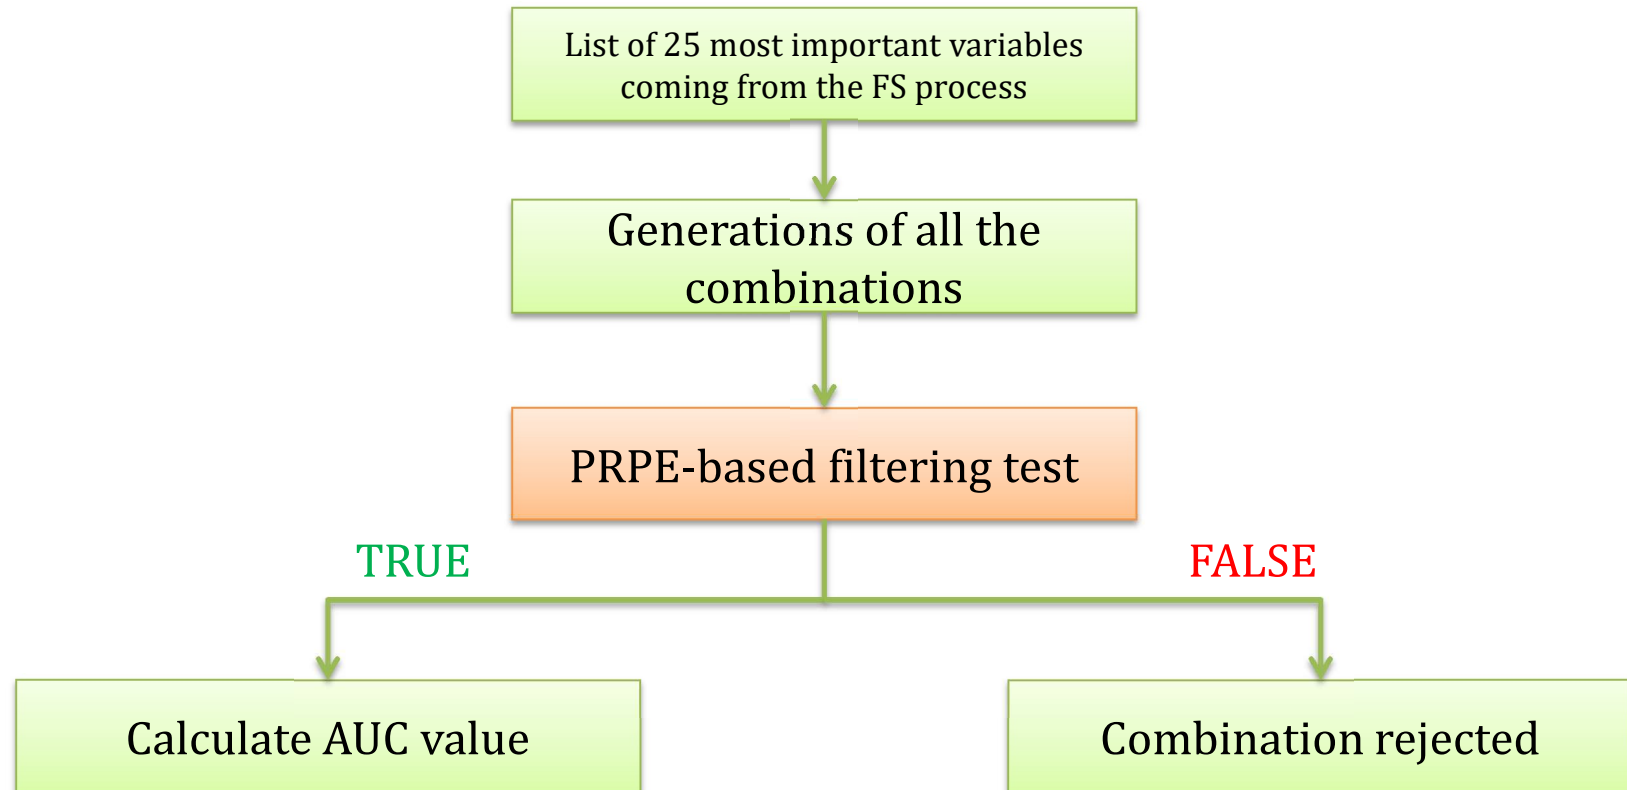 List of 25 most important variables
coming from the FS process
Generations of all the
combinations
PRPE-based filtering test
TRUE
FALSE
Calculate AUC value
Combination rejected